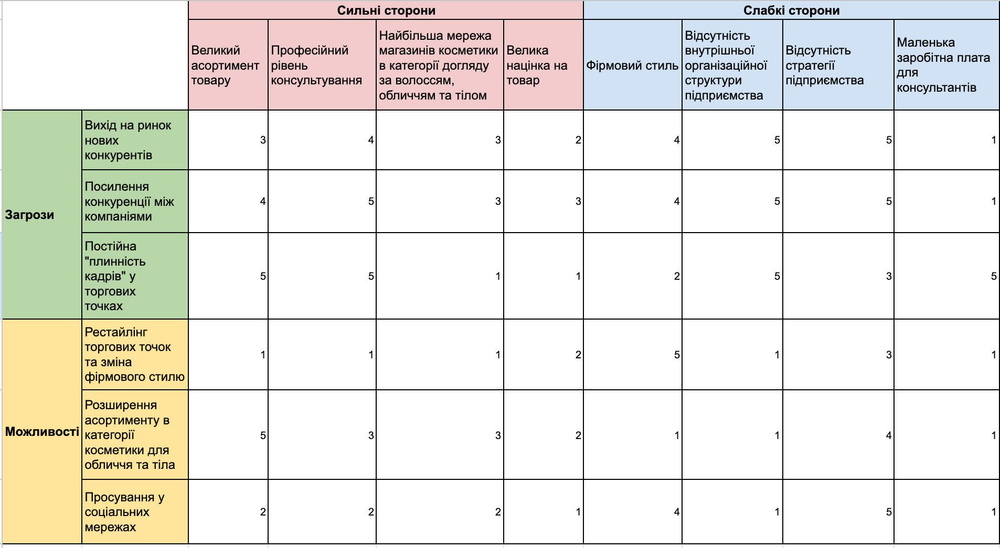 Сильні сторони
Слабкі сторони
Великий
асортимент
товару
Професійний
рівень
консультування
Найбільша мережа
магазинів косметики
в категорії догляду
за волоссям,
обличчям та тілом
Велика
націнка на
товар
Фірмовий стиль
Відсутність
внутрішньої
організаційної
структури
підприємства
Відсутність
стратегії
підприємства
Маленька
заробітна плата
для
консультантів
Загрози
Вихід на ринок
нових
конкурентів
3
4
3
2
4
5
5
1
Посилення
конкуренції між
компаніями
4
5
3
3
4
5
5
1
Постійна
"плинність
кадрів" у
торгових
точках
5
5
1
1
2
5
3
5
Можливості
Рестайлінг
торгових точок
та зміна
фірмового стилю
1
1
1
2
5
1
3
1
Розширення
асортименту в
категорії
косметики для
обличчя та тіла
5
3
3
2
1
1
4
1
Просування у
соціальних
мережах
2
2
2
1
4
1
5
1